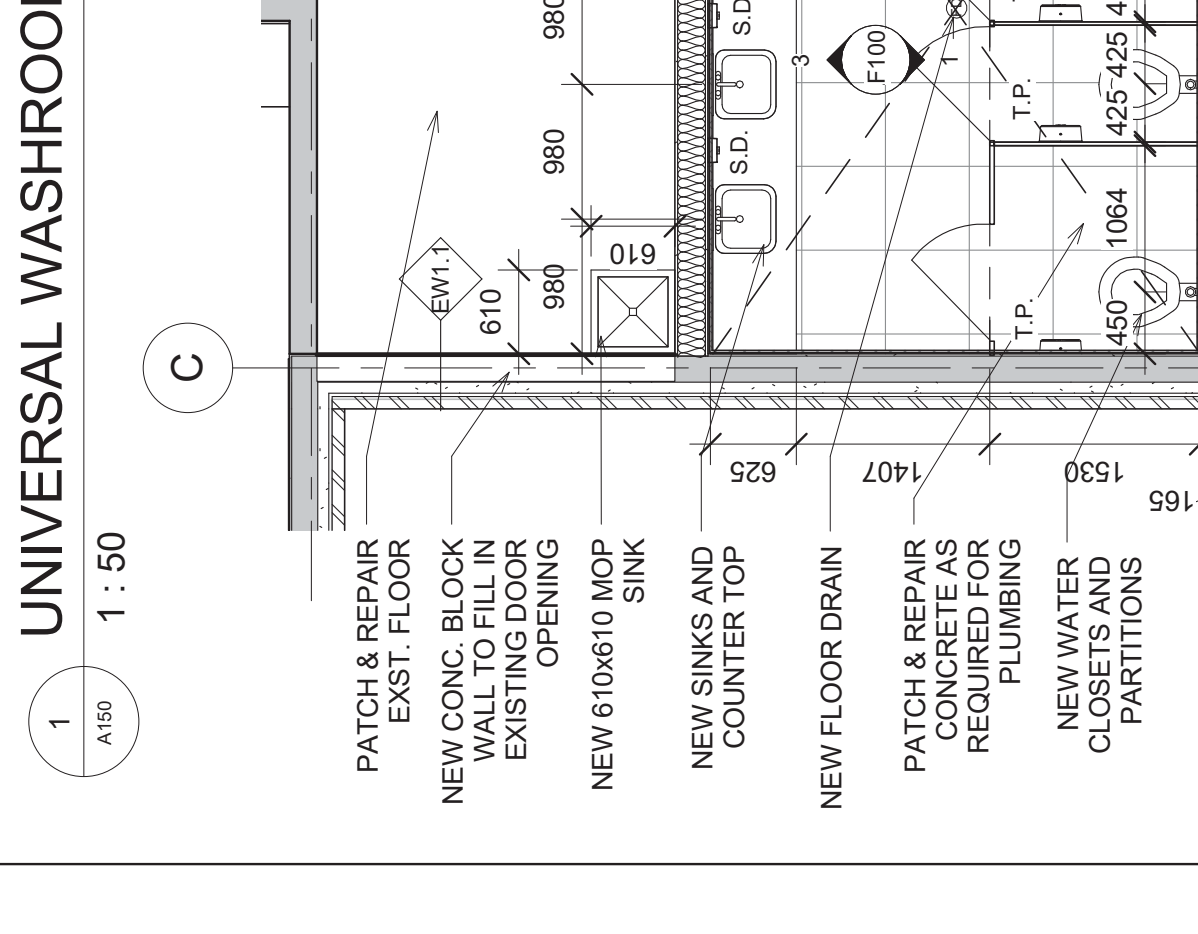 UNIVERSAL WASHROO
1 : 50
1
A150
C
PATCH & REPAIR
EXST. FLOOR
NEW CONC. BLOCK
WALL TO FILL IN
EXISTING DOOR
OPENING
NEW 610x610 MOP
SINK
NEW SINKS AND
COUNTER TOP
NEW FLOOR DRAIN
PATCH & REPAIR
CONCRETE AS
REQUIRED FOR
PLUMBING
NEW WATER
CLOSETS AND
PARTITIONS
EW1.1
610
980
980
980
610
S.D.
S.D.
3
F100
1
T.P.
T.P.
450
1064
425
425
4
625
1407
1530
165